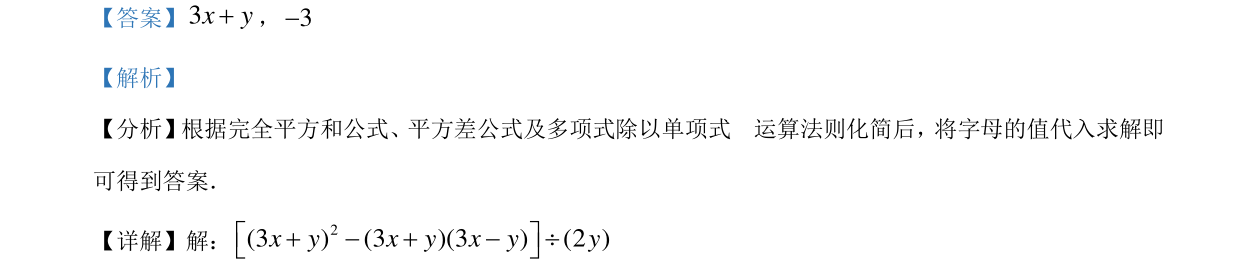 【答案】3x+y，-3
【解析】
【分析】根据完全平方和公式、平方差公式及多项式除以单项式 运算法则化简后，将字母的值代入求解即
可得到答案．
【详解】解：[(3x+y)²-(3x+y)(3x-y)]÷(2y)